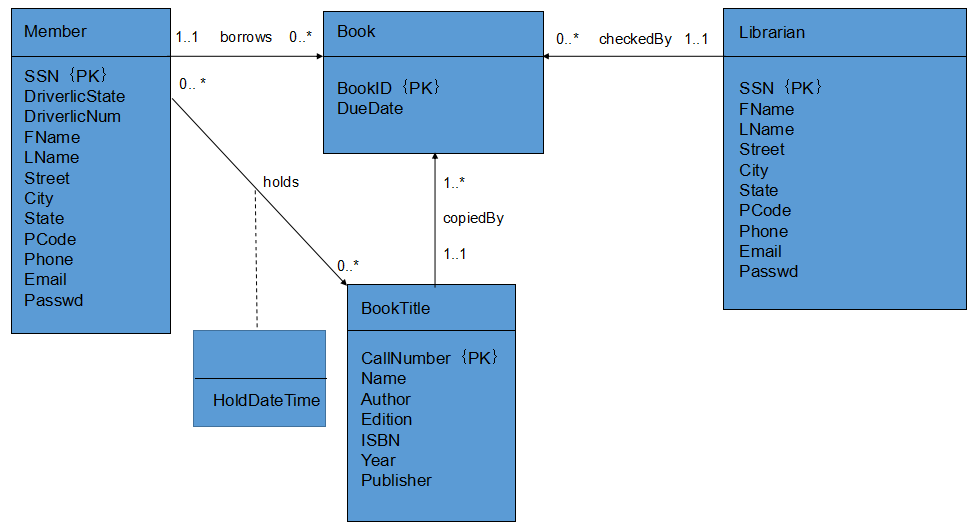 Member
SSN｛PK｝
DriverlicState
DriverlicNum
FName
LName
Street
City
State
PCode
Phone
Email
Passwd
1..1 borrows 0..*
Book
BookID｛PK｝
DueDate
0..* checkedBy 1..1
Librarian
SSN｛PK｝
FName
LName
Street
City
State
PCode
Phone
Email
Passwd
0.. *
holds
0..*
HoldDateTime
1..*
copiedBy
1..1
BookTitle
CallNumber｛PK｝
Name
Author
Edition
ISBN
Year
Publisher